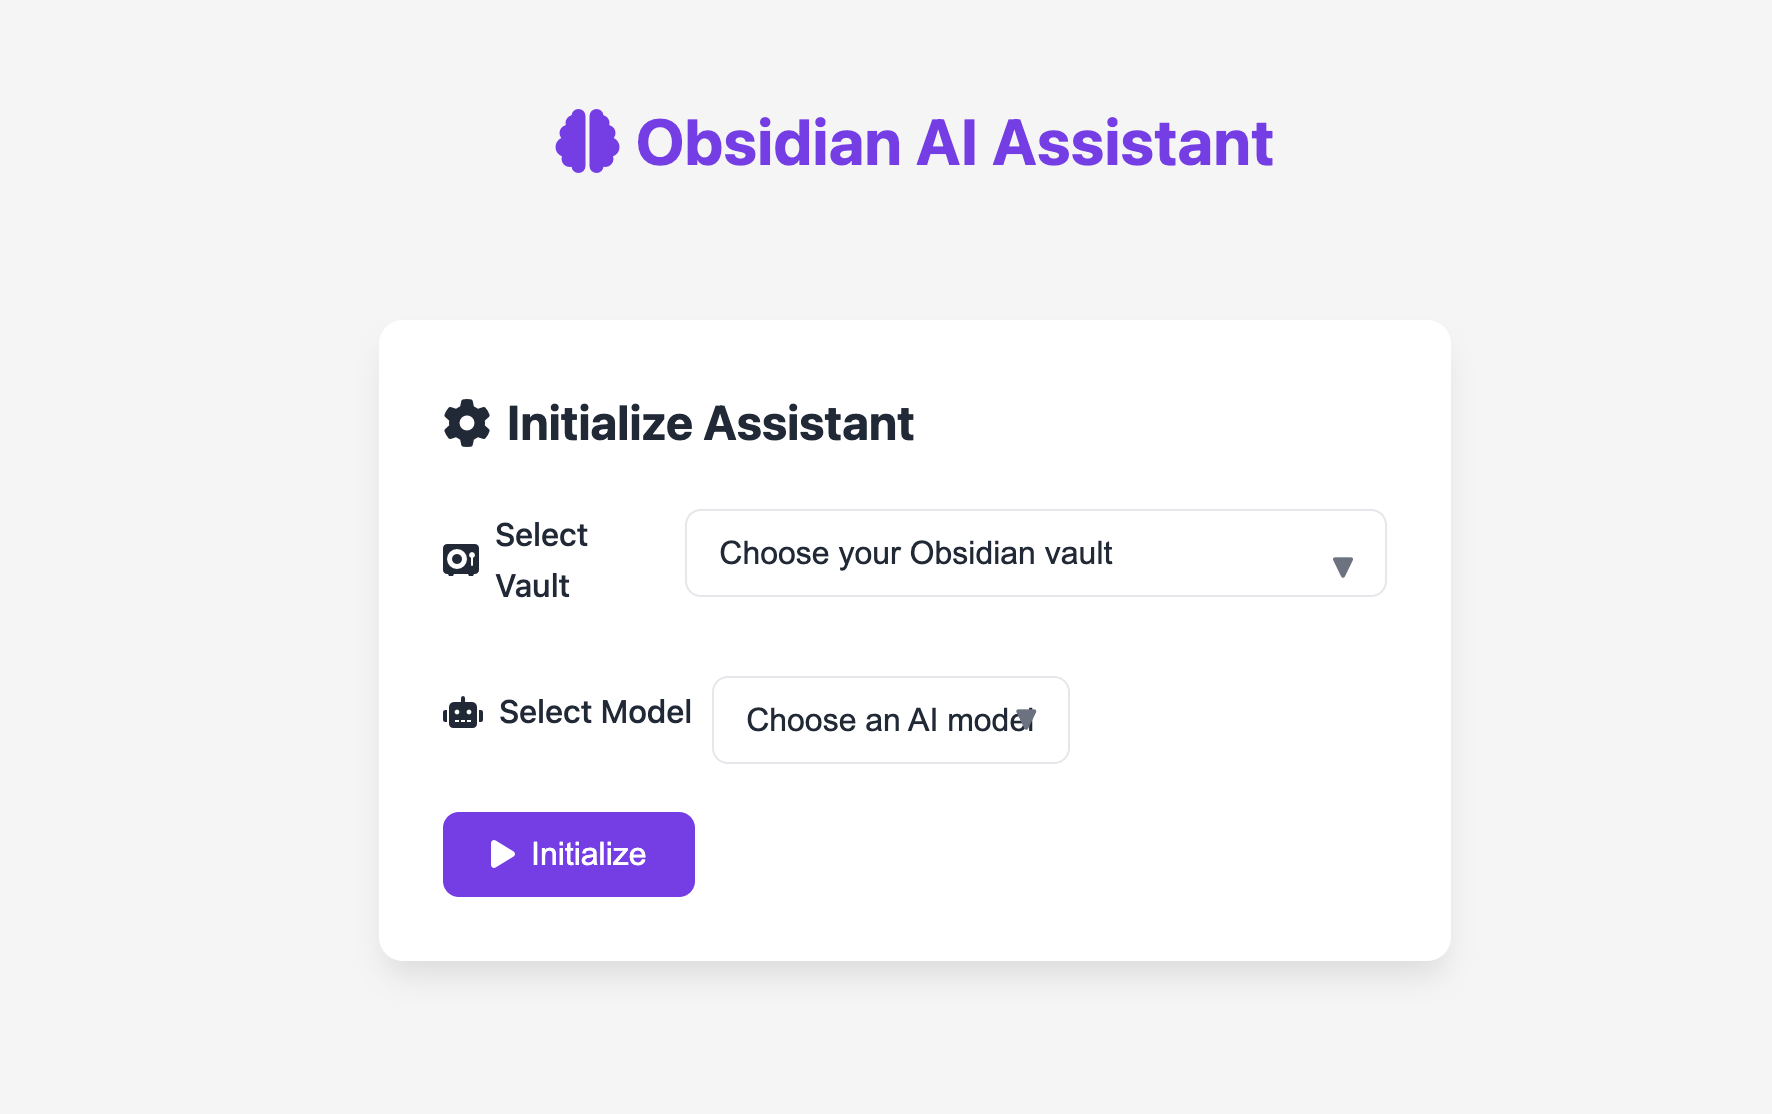 Obsidian AI Assistant
Initialize Assistant
Select
Vault
Choose your Obsidian vault
Select Model
Choose an AI model
Initialize